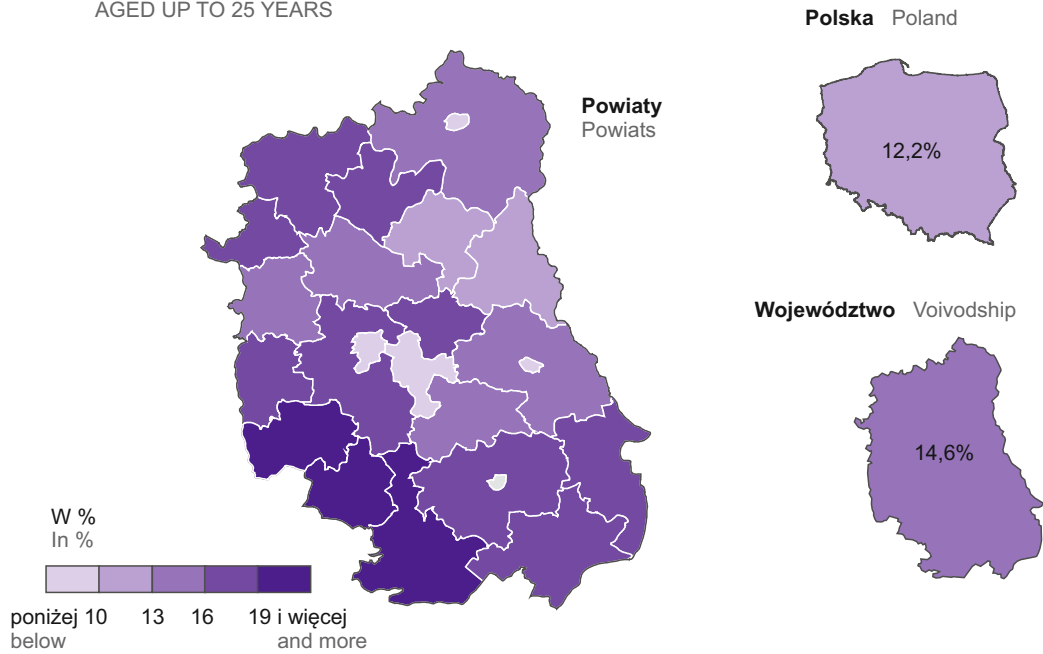 AGED UP TO 25 YEARS
Polska Poland
Powiaty
Powiats
12,2%
Województwo Voivodship
14,6%
W %
In %
poniżej 10 13 16 19 i więcej
below and more